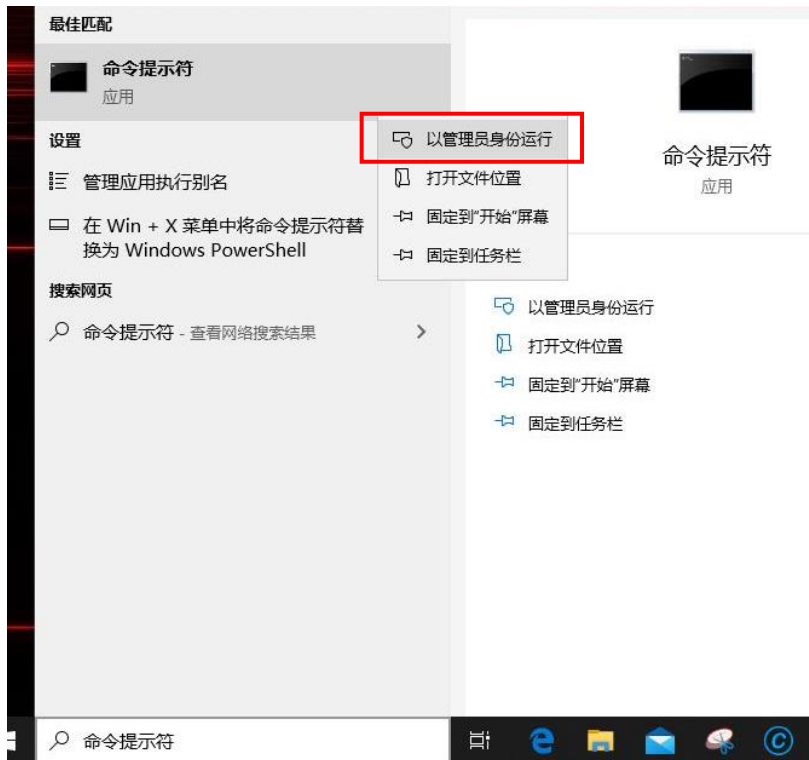 最佳匹配
命令提示符
应用
设置
管理应用执行别名
在 Win + X 菜单中将命令提示符替
换为 Windows PowerShell
搜索网页
命令提示符 - 查看网络搜索结果
以管理员身份运行
打开文件位置
固定到"开始"屏幕
固定到任务栏
命令提示符
应用
以管理员身份运行
打开文件位置
固定到"开始"屏幕
固定到任务栏
命令提示符